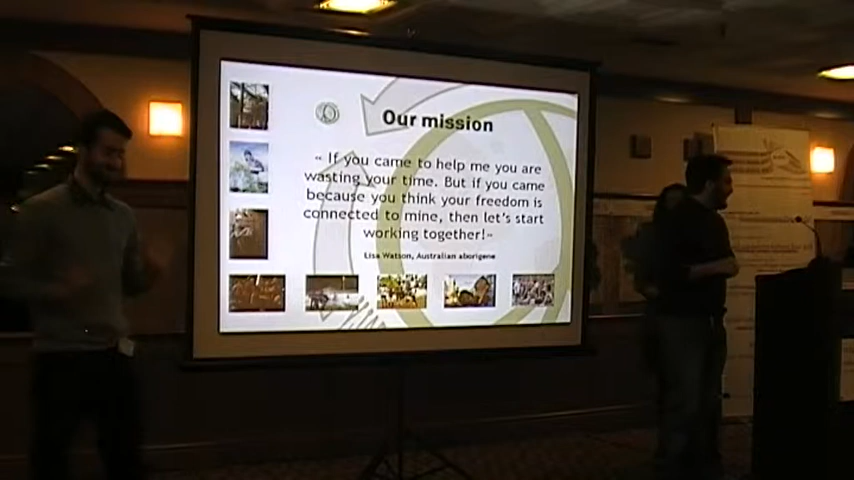 Our mission
« If you came to help me you are
wasting your time. But if you came
because you think your freedom is
connected to mine, then let's start
working together!»
Lisa Watson, Australian aborigene